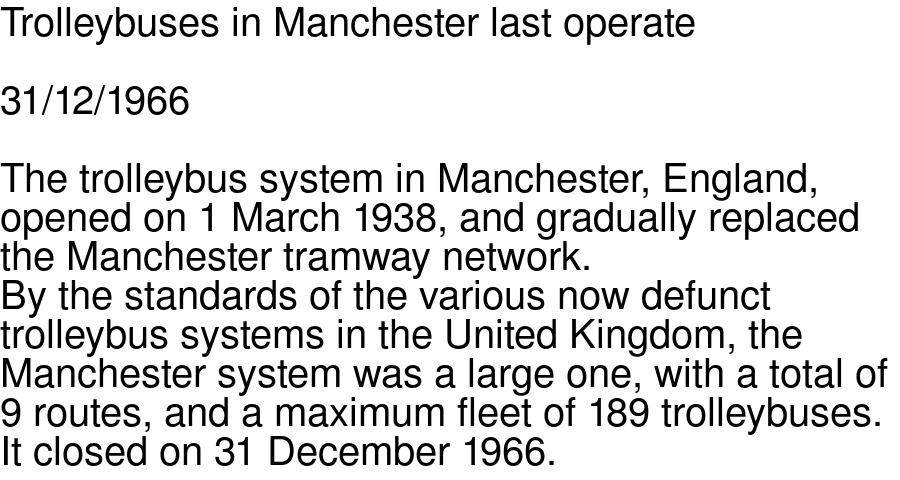 Trolleybuses in Manchester last operate
31/12/1966
The trolleybus system in Manchester, England,
opened on 1 March 1938, and gradually replaced
the Manchester tramway network.
By the standards of the various now defunct
trolleybus systems in the United Kingdom, the
Manchester system was a large one, with a total of
9 routes, and a maximum fleet of 189 trolleybuses.
It closed on 31 December 1966.